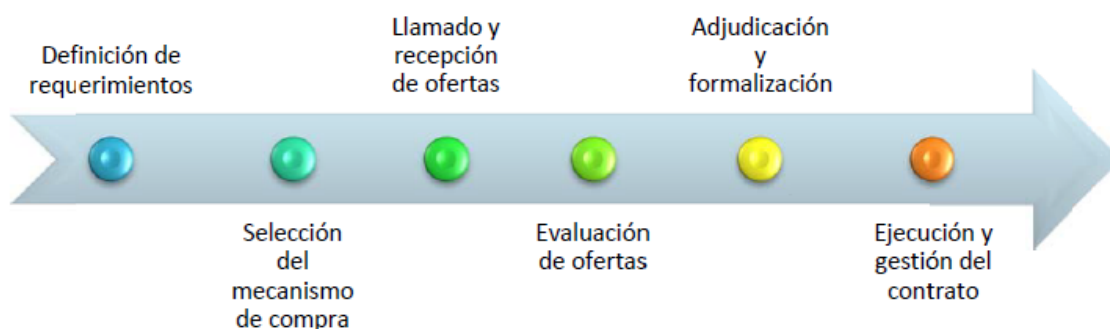 Definición de
requerimientos
Selección
del
mecanismo
de compra
Llamado y
recepción
de ofertas
Evaluación
de ofertas
Adjudicación
y
formalización
Ejecución y
gestión del
contrato